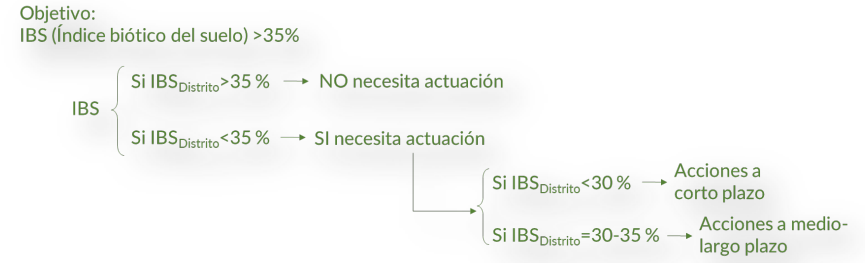 Objetivo:
IBS (Índice biótico del suelo) >35%
Si IBSDistrito>35 % NO necesita actuación
IBS
Si IBSDistrito<35 % SI necesita actuación
Si IBSDistrito<30 % Acciones a
corto plazo
Si IBSDistrito=30-35 % Acciones a medio-
largo plazo